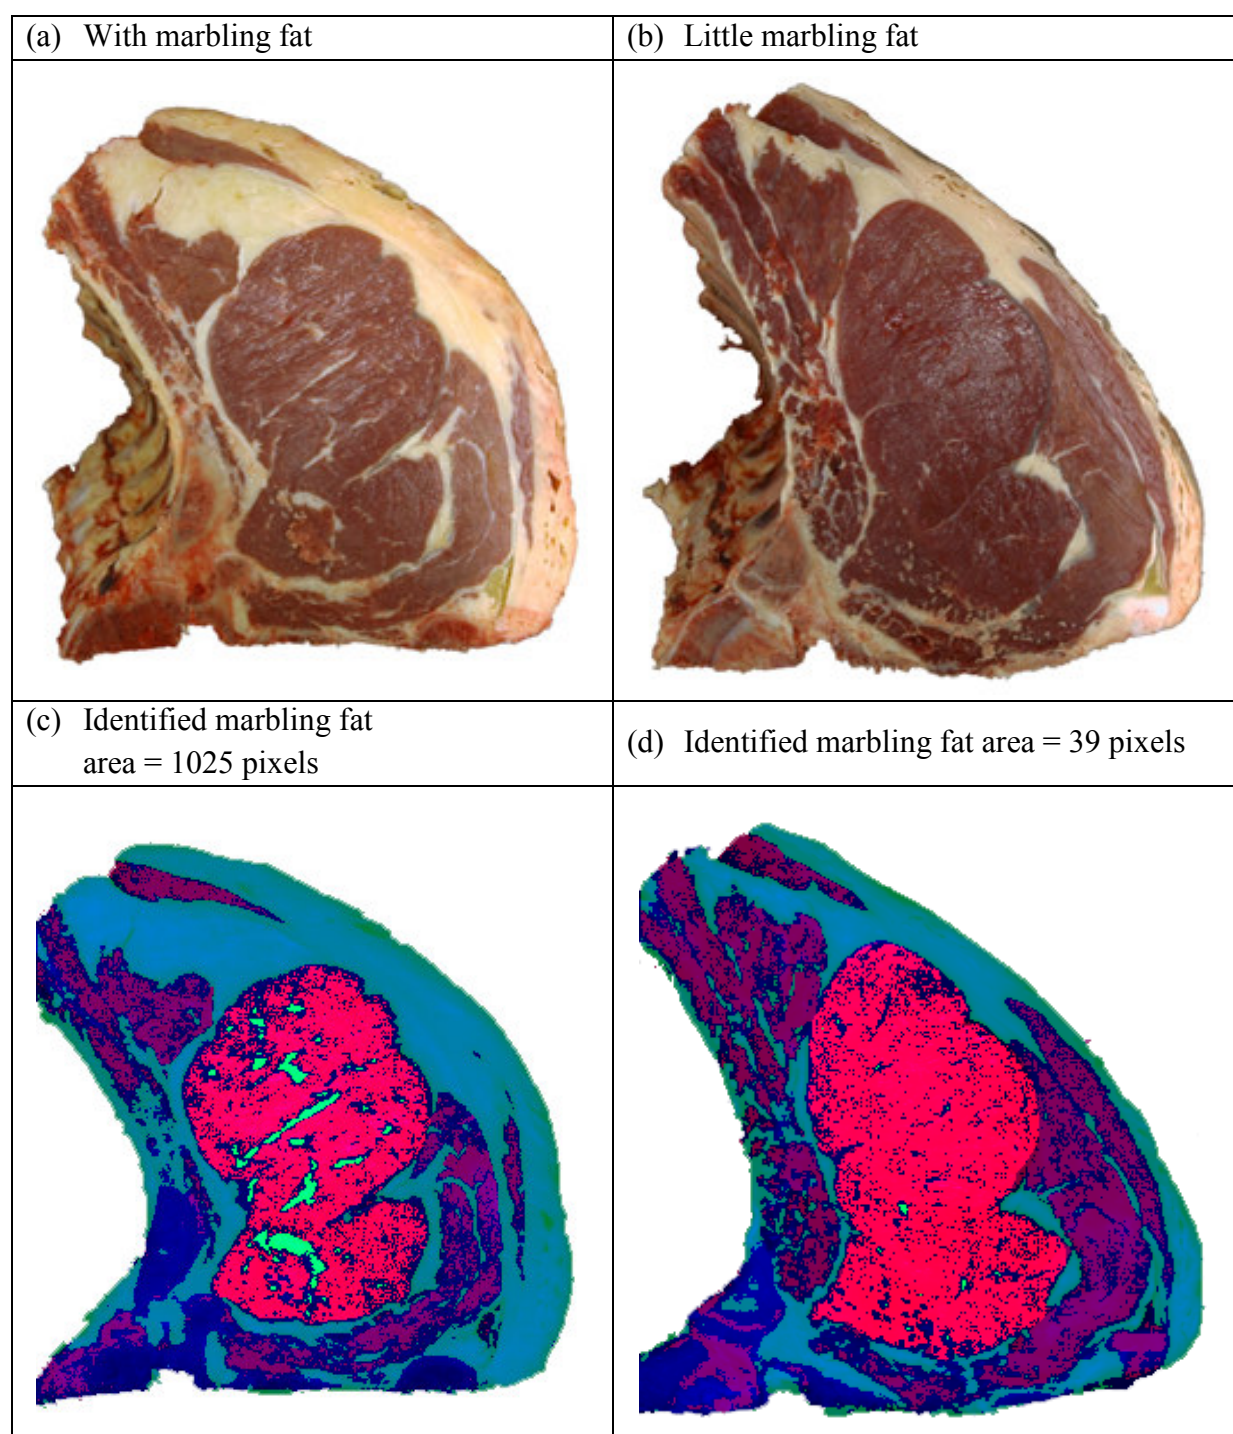 (a) With marbling fat
(b) Little marbling fat
(c) Identified marbling fat
area = 1025 pixels
(d) Identified marbling fat area = 39 pixels